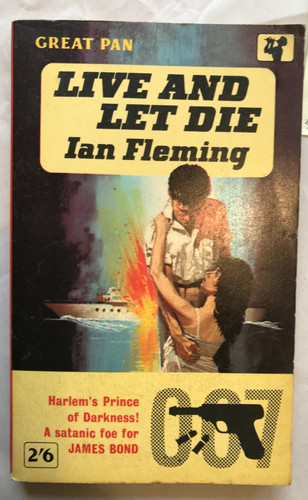 GREAT PAN
LIVE AND
LET DIE
Ian Fleming
Harlem's Prince
of Darkness!
A satanic foe for
JAMES BOND
007
2'6